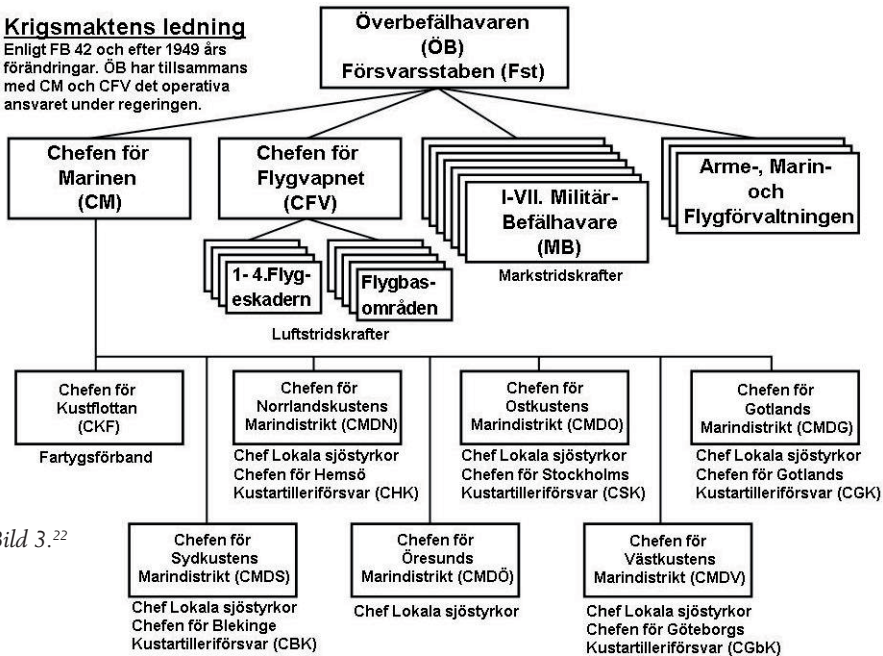 Krigsmaktens ledning
Enligt FB 42 och efter 1949 års
förändringar. ÖB har tillsammans
med CM och CFV det operativa
ansvaret under regeringen.
Överbefälhavaren
(ÖB)
Försvarsstaben (Fst)
Chefen för
Marinen
(CM)
Chefen för
Flygvapnet
(CFV)
I-VII. Militär-
Befälhavare
(MB)
Markstridskrafter
Arme-, Marin-
och
Flygförvaltningen
1- 4.Flyg-
eskadern
Flygbas-
områden
Luftstridskrafter
Chefen för
Kustflottan
(CKF)
Fartygsförband
Chefen för
Norrlandskustens
Marindistrikt (CMDN)
Chef Lokala sjöstyrkor
Chefen för Hemsö
Kustartilleriförsvar (CHK)
Chefen för
Ostkustens
Marindistrikt (CMDO)
Chef Lokala sjöstyrkor
Chefen för Stockholms
Kustartilleriförsvar (CSK)
Chefen för
Gotlands
Marindistrikt (CMDG)
Chef Lokala sjöstyrkor
Chefen för Gotlands
Kustartilleriförsvar (CGK)
Bild 3.22
Chefen för
Sydkustens
Marindistrikt (CMDS)
Chef Lokala sjöstyrkor
Chefen för Blekinge
Kustartilleriförsvar (CBK)
Chefen för
Öresunds
Marindistrikt (CMDÖ)
Chef Lokala sjöstyrkor
Chefen för
Västkustens
Marindistrikt (CMDV)
Chef Lokala sjöstyrkor
Chefen för Göteborgs
Kustartilleriförsvar (CGbK)